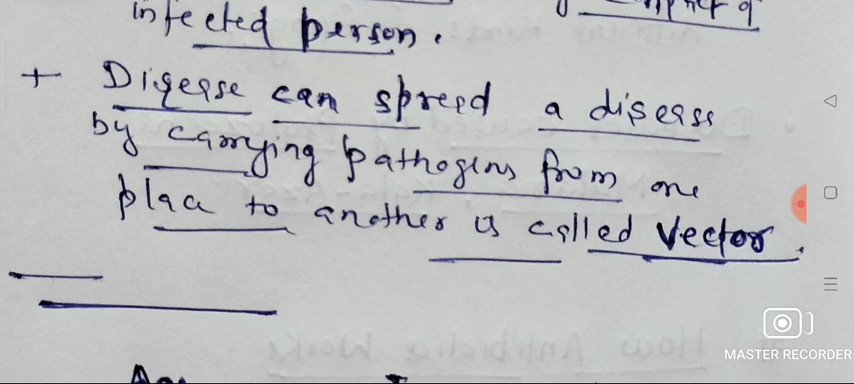 infected person.
+ Disease can spread a disease
by carrying pathogens from one
place to another is called Vector.
MASTER RECORDER